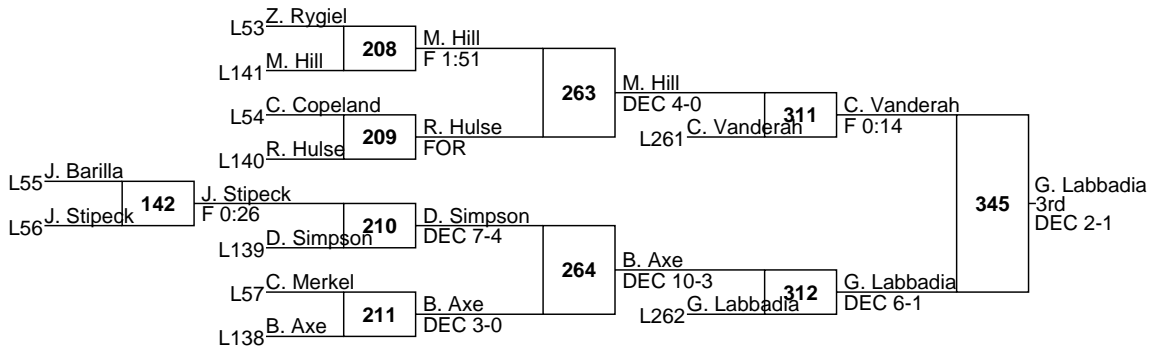 L53 Z. Rygiel
208
M. Hill
F 1:51
L141 M. Hill
263
M. Hill
DEC 4-0
L54 C. Copeland
209
R. Hulse
FOR
L140 R. Hulse
311
L261 C. Vanderah
C. Vanderah
F 0:14
L55 J. Barilla
142
J. Stipeck
F 0:26
L56 J. Stipeck
210
D. Simpson
DEC 7-4
L139 D. Simpson
345
G. Labbadia
3rd
DEC 2-1
264
B. Axe
DEC 10-3
L57 C. Merkel
211
B. Axe
DEC 3-0
L138 B. Axe
312
L262 G. Labbadia
G. Labbadia
DEC 6-1